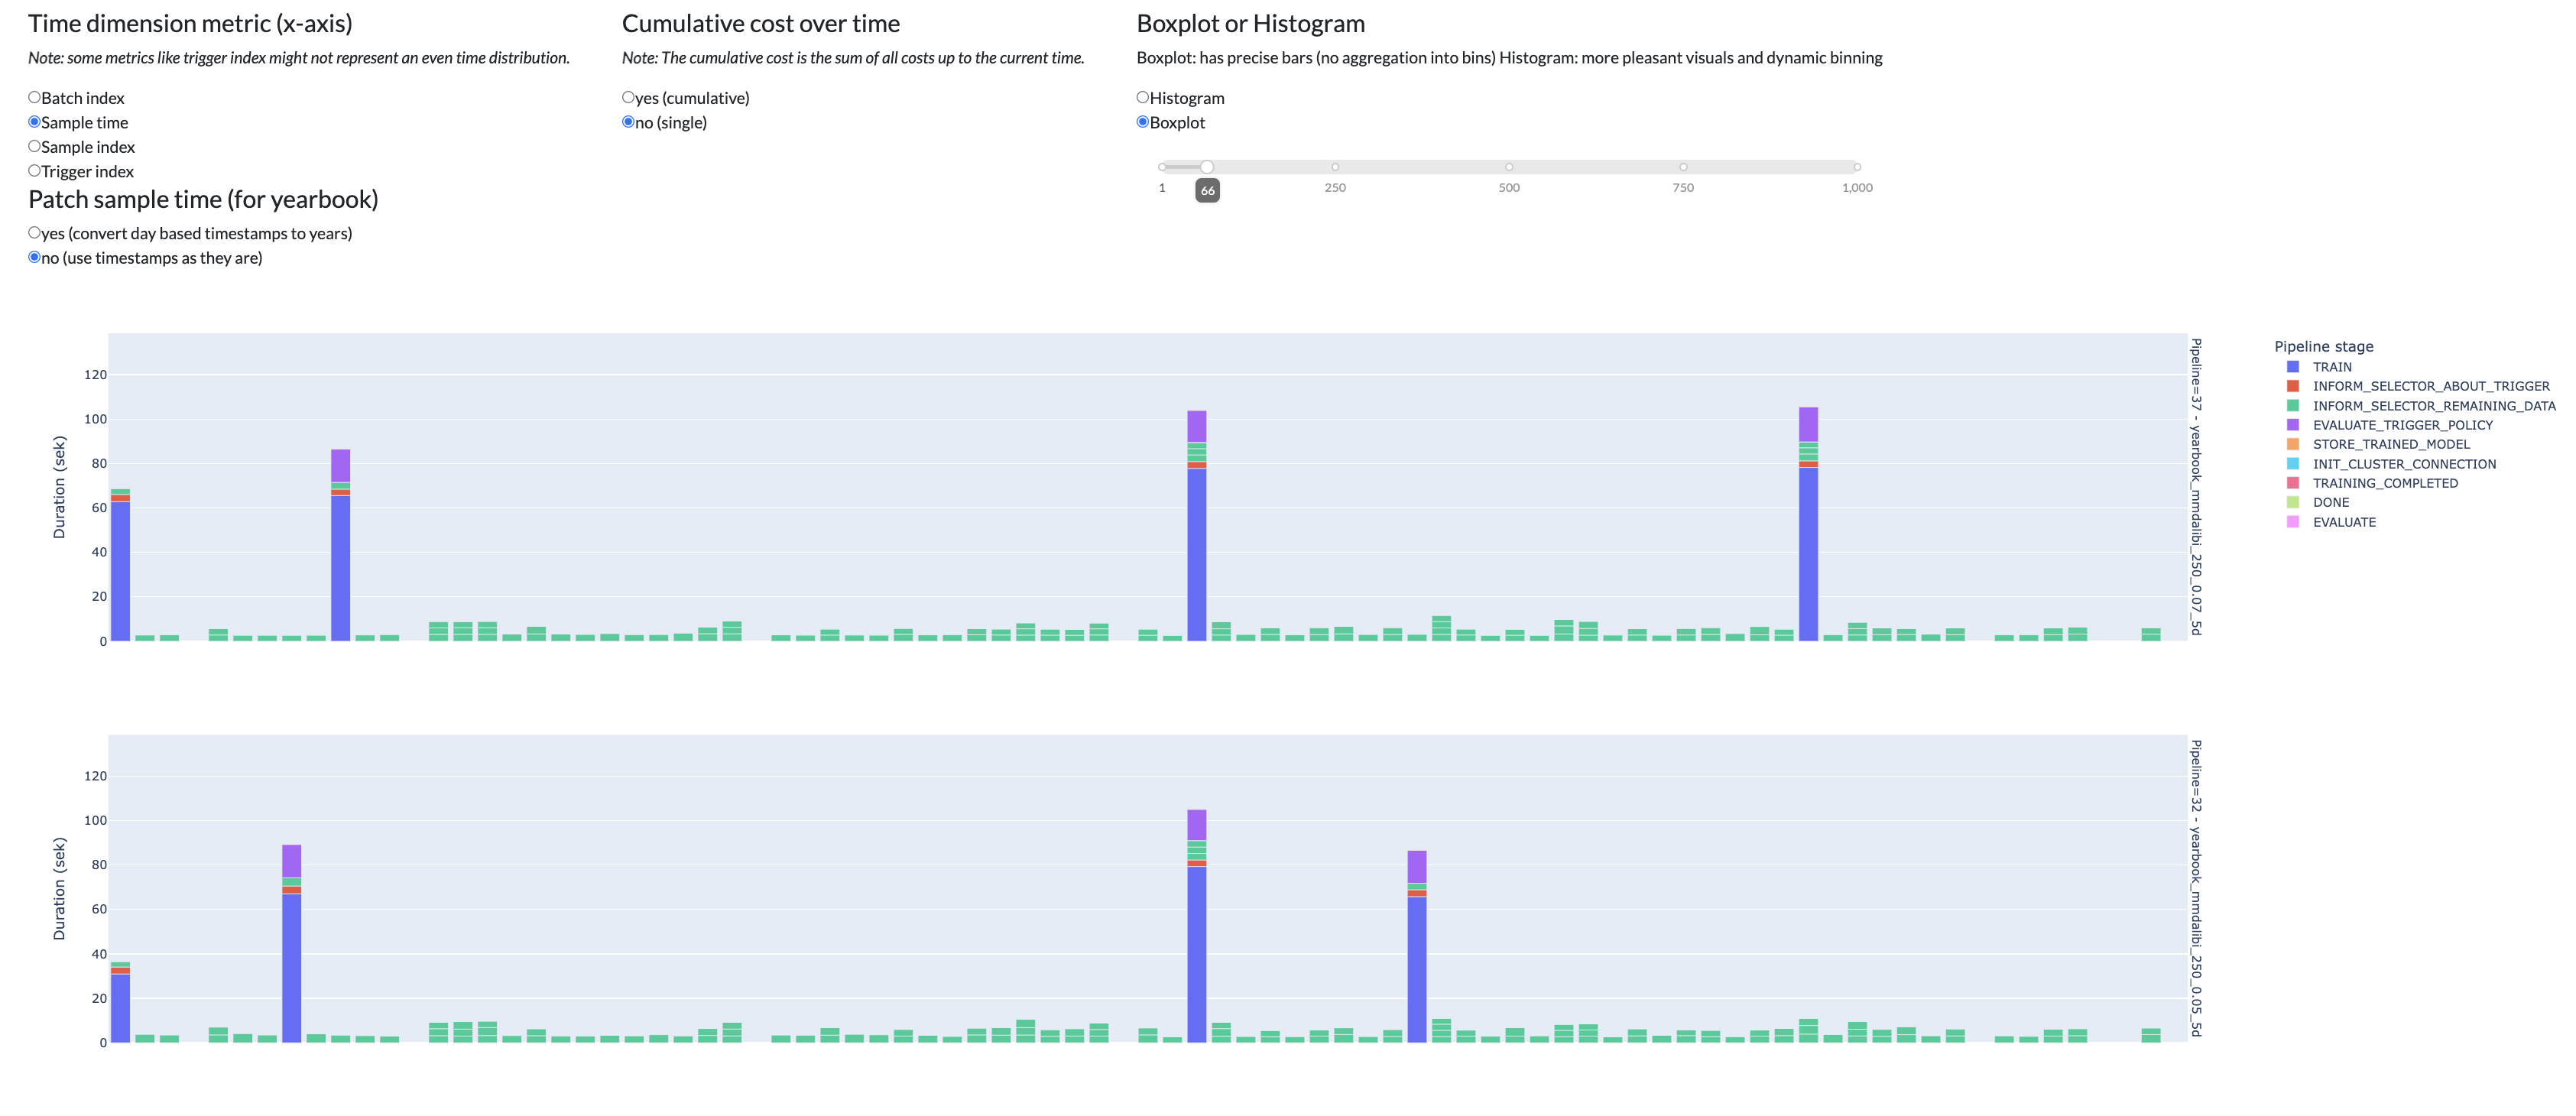 Time dimension metric (x-axis)
Note: some metrics like trigger index might not represent an even time distribution.
Batch index
Sample time
Sample index
Trigger index
Patch sample time (for yearbook)
yes (convert day based timestamps to years)
no (use timestamps as they are)
Cumulative cost over time
Note: The cumulative cost is the sum of all costs up to the current time.
yes (cumulative)
no (single)
Boxplot or Histogram
Boxplot: has precise bars (no aggregation into bins) Histogram: more pleasant visuals and dynamic binning
Histogram
Boxplot
1
66
250
500
750
1,000
Duration (sek)
120
100
80
60
40
20
0
Pipeline=37 - yearbook_mmdalibi_250_0.07_5d
Duration (sek)
120
100
80
60
40
20
0
Pipeline=32 - yearbook_mmdalibi_250_0.05_5d
Pipeline stage
TRAIN
INFORM_SELECTOR_ABOUT_TRIGGER
INFORM_SELECTOR_REMAINING_DATA
EVALUATE_TRIGGER_POLICY
STORE_TRAINED_MODEL
INIT_CLUSTER_CONNECTION
TRAINING_COMPLETED
DONE
EVALUATE